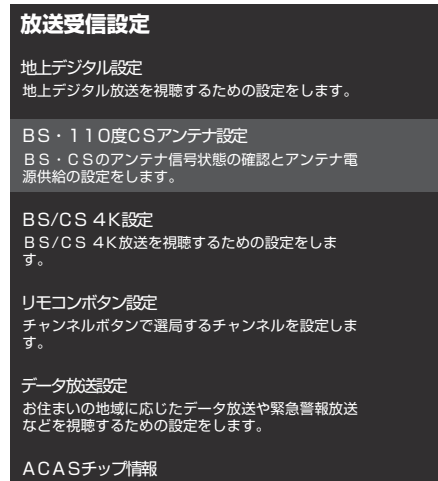 放送受信設定
地上デジタル設定
地上デジタル放送を視聴するための設定をします。
ＢＳ・１１０度CSアンテナ設定
ＢＳ・ＣＳのアンテナ信号状態の確認とアンテナ電
源供給の設定をします。
ＢＳ/ＣＳ ４Ｋ設定
ＢＳ/ＣＳ ４Ｋ放送を視聴するための設定をしま
す。
リモコンボタン設定
チャンネルボタンで選局するチャンネルを設定しま
す。
データ放送設定
お住まいの地域に応じたデータ放送や緊急警報放送
などを視聴するための設定をします。
ＡＣＡＳチップ情報